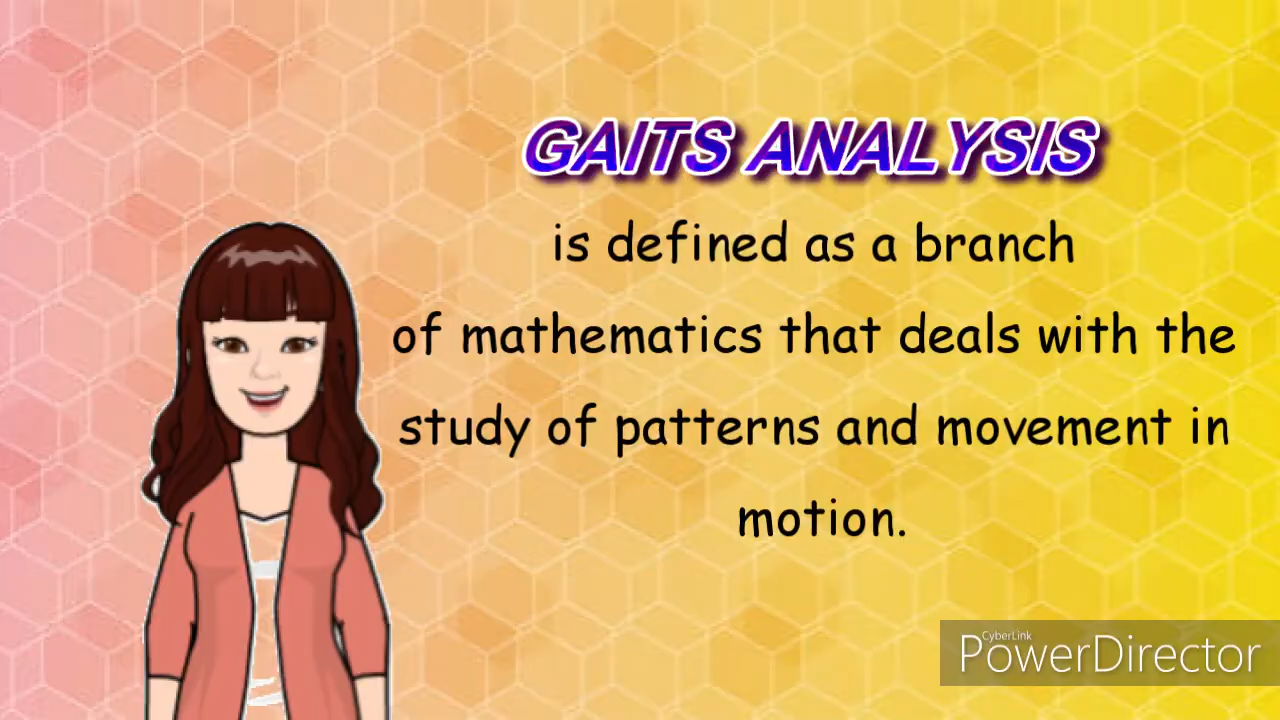 GAITS ANALYSIS
is defined as a branch
of mathematics that deals with the
study of patterns and movement in
motion.
CyberLink
PowerDirector